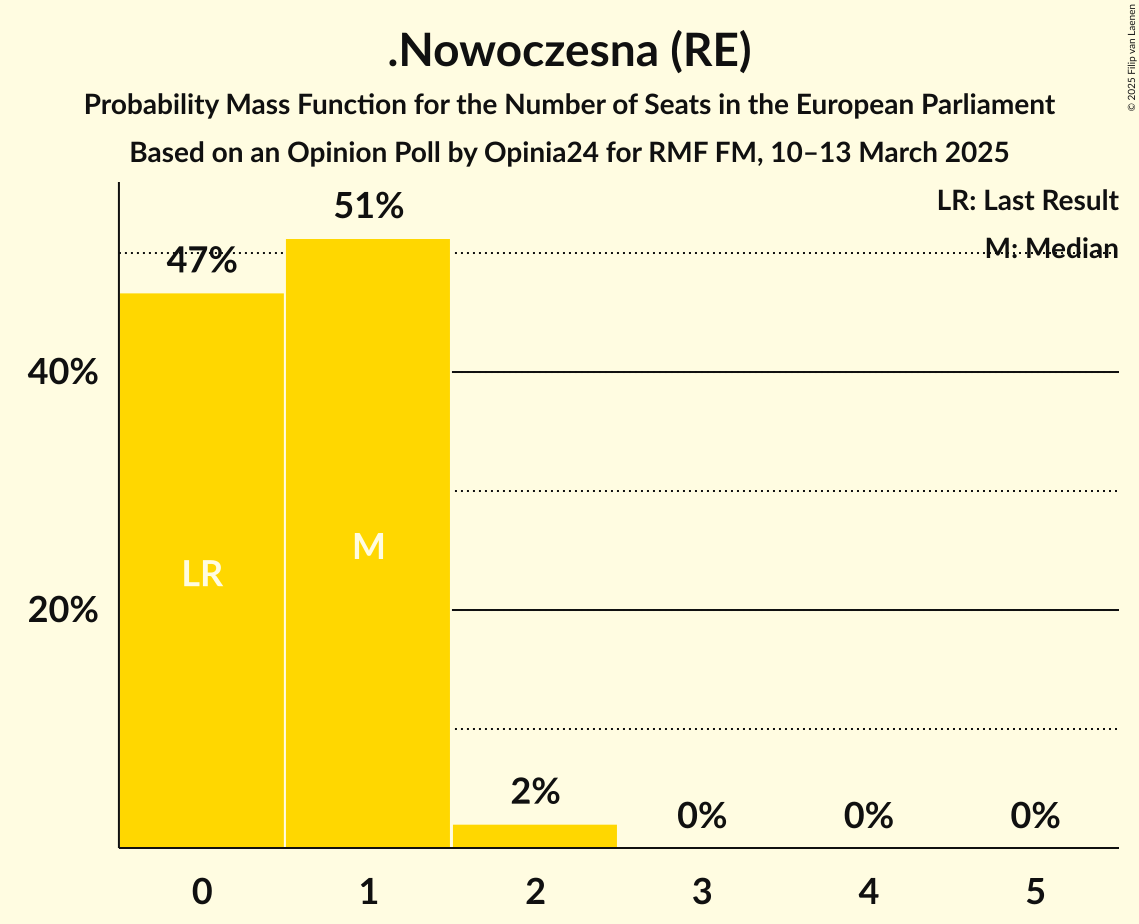 .Nowoczesna (RE)
Probability Mass Function for the Number of Seats in the European Parliament
Based on an Opinion Poll by Opinia24 for RMF FM, 10–13 March 2025
© 2025 Filip van Laenen
LR: Last Result
M: Median
51%
47%
40%
M
LR
20%
2%
0%
0%
0%
0
1
2
3
4
5